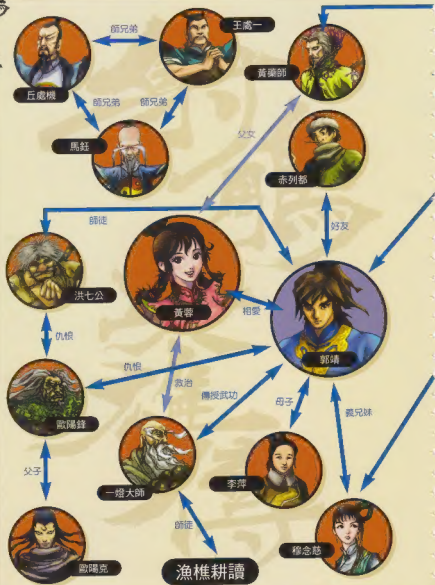 師兄弟
王處一
丘處機
黃藥師
師兄弟
師兄弟
馬鈺
父女
赤列都
師徒
好友
洪七公
黃蓉
相愛
郭靖
仇恨
仇恨
救治
傳授武功
歐陽鋒
母子
義兄妹
父子
一燈大師
李萍
師徒
歐陽克
穆念慈
漁樵耕讀